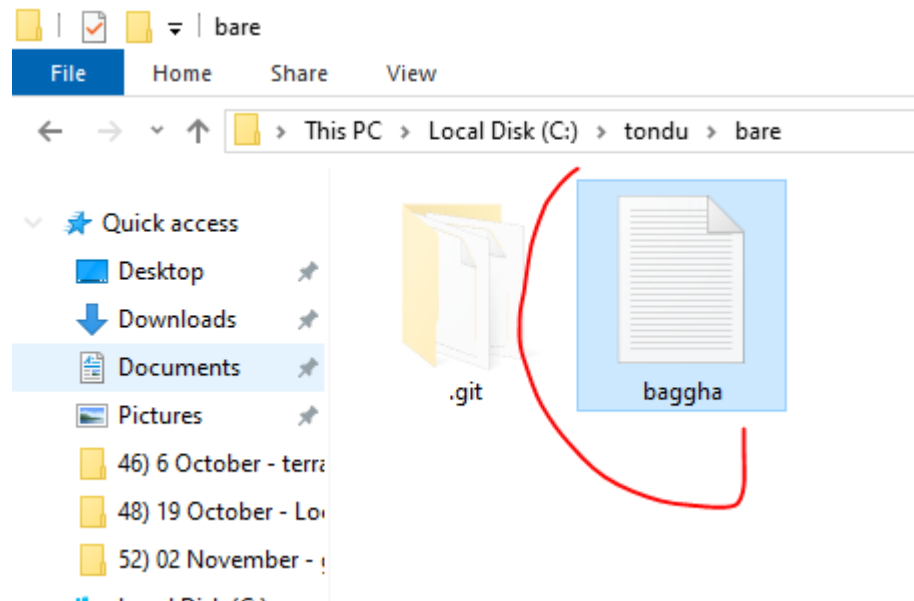 bare
File Home Share View
This PC > Local Disk (C:) > tondu > bare
Quick access
Desktop
Downloads
Documents
Pictures
46) 6 October - terra
48) 19 October - Lo
52) 02 November -
.git
baggha